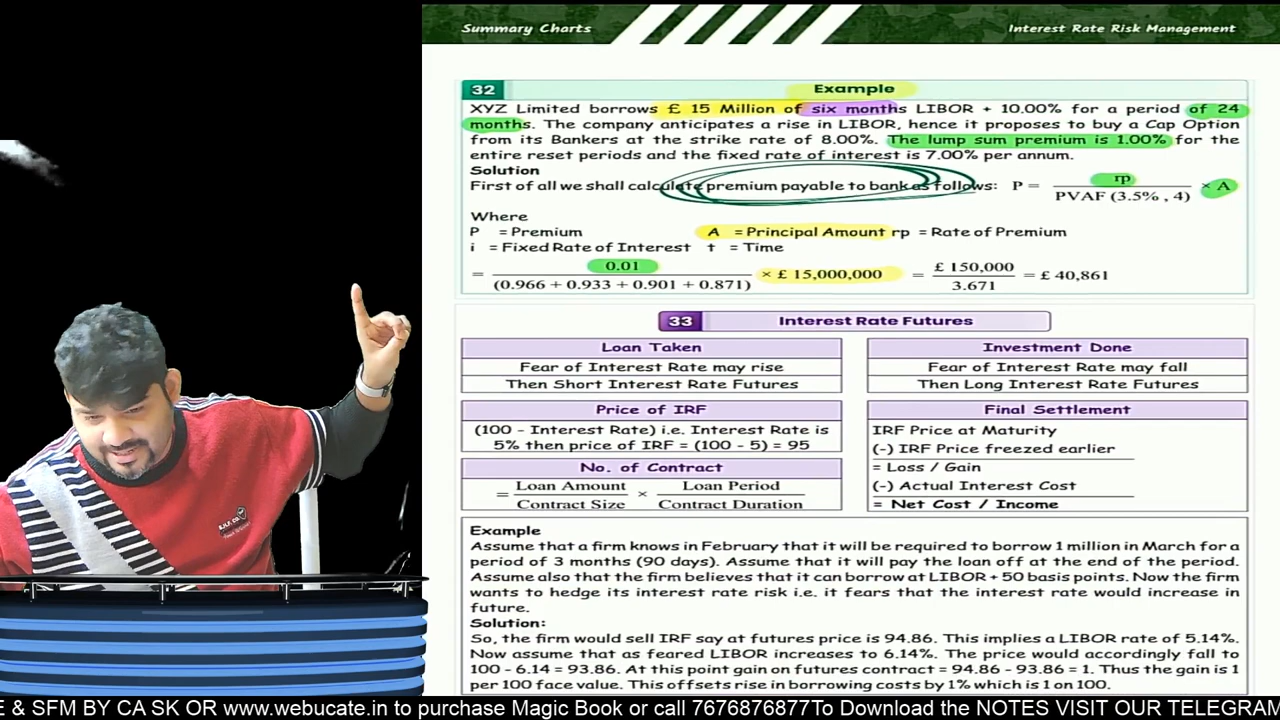 Summary Charts
Interest Rate Risk Management
32
Example
XYZ Limited borrows £ 15 Million of six months LIBOR + 10.00% for a period of 24
months. The company anticipates a rise in LIBOR, hence it proposes to buy a Cap Option
from its Bankers at the strike rate of 8.00%. The lump sum premium is 1.00% for the
entire reset periods and the fixed rate of interest is 7.00% per annum.
Solution
First of all we shall calculate premium payable to bank as follows: P = rp / PVAF (3.5% , 4) × A
Where
P = Premium A = Principal Amount rp = Rate of Premium
i = Fixed Rate of Interest t = Time
= 0.01 / (0.966 + 0.933 + 0.901 + 0.871) × £ 15,000,000 = £ 150,000 / 3.671 = £ 40,861
33
Interest Rate Futures
Loan Taken
Fear of Interest Rate may rise
Then Short Interest Rate Futures
Investment Done
Fear of Interest Rate may fall
Then Long Interest Rate Futures
Price of IRF
(100 - Interest Rate) i.e. Interest Rate is
5% then price of IRF = (100 - 5) = 95
No. of Contract
= Loan Amount / Contract Size × Loan Period / Contract Duration
Final Settlement
IRF Price at Maturity
(-) IRF Price freezed earlier
= Loss / Gain
(-) Actual Interest Cost
= Net Cost / Income
Example
Assume that a firm knows in February that it will be required to borrow 1 million in March for a
period of 3 months (90 days). Assume that it will pay the loan off at the end of the period.
Assume also that the firm believes that it can borrow at LIBOR + 50 basis points. Now the firm
wants to hedge its interest rate risk i.e. it fears that the interest rate would increase in
future.
Solution:
So, the firm would sell IRF say at futures price is 94.86. This implies a LIBOR rate of 5.14%.
Now assume that as feared LIBOR increases to 6.14%. The price would accordingly fall to
100 - 6.14 = 93.86. At this point gain on futures contract = 94.86 - 93.86 = 1. Thus the gain is 1
per 100 face value. This offsets rise in borrowing costs by 1% which is 1 on 100.
E & SFM BY CA SK OR www.webucate.in to purchase Magic Book or call 7676876877To Download the NOTES VISIT OUR TELEGRAM